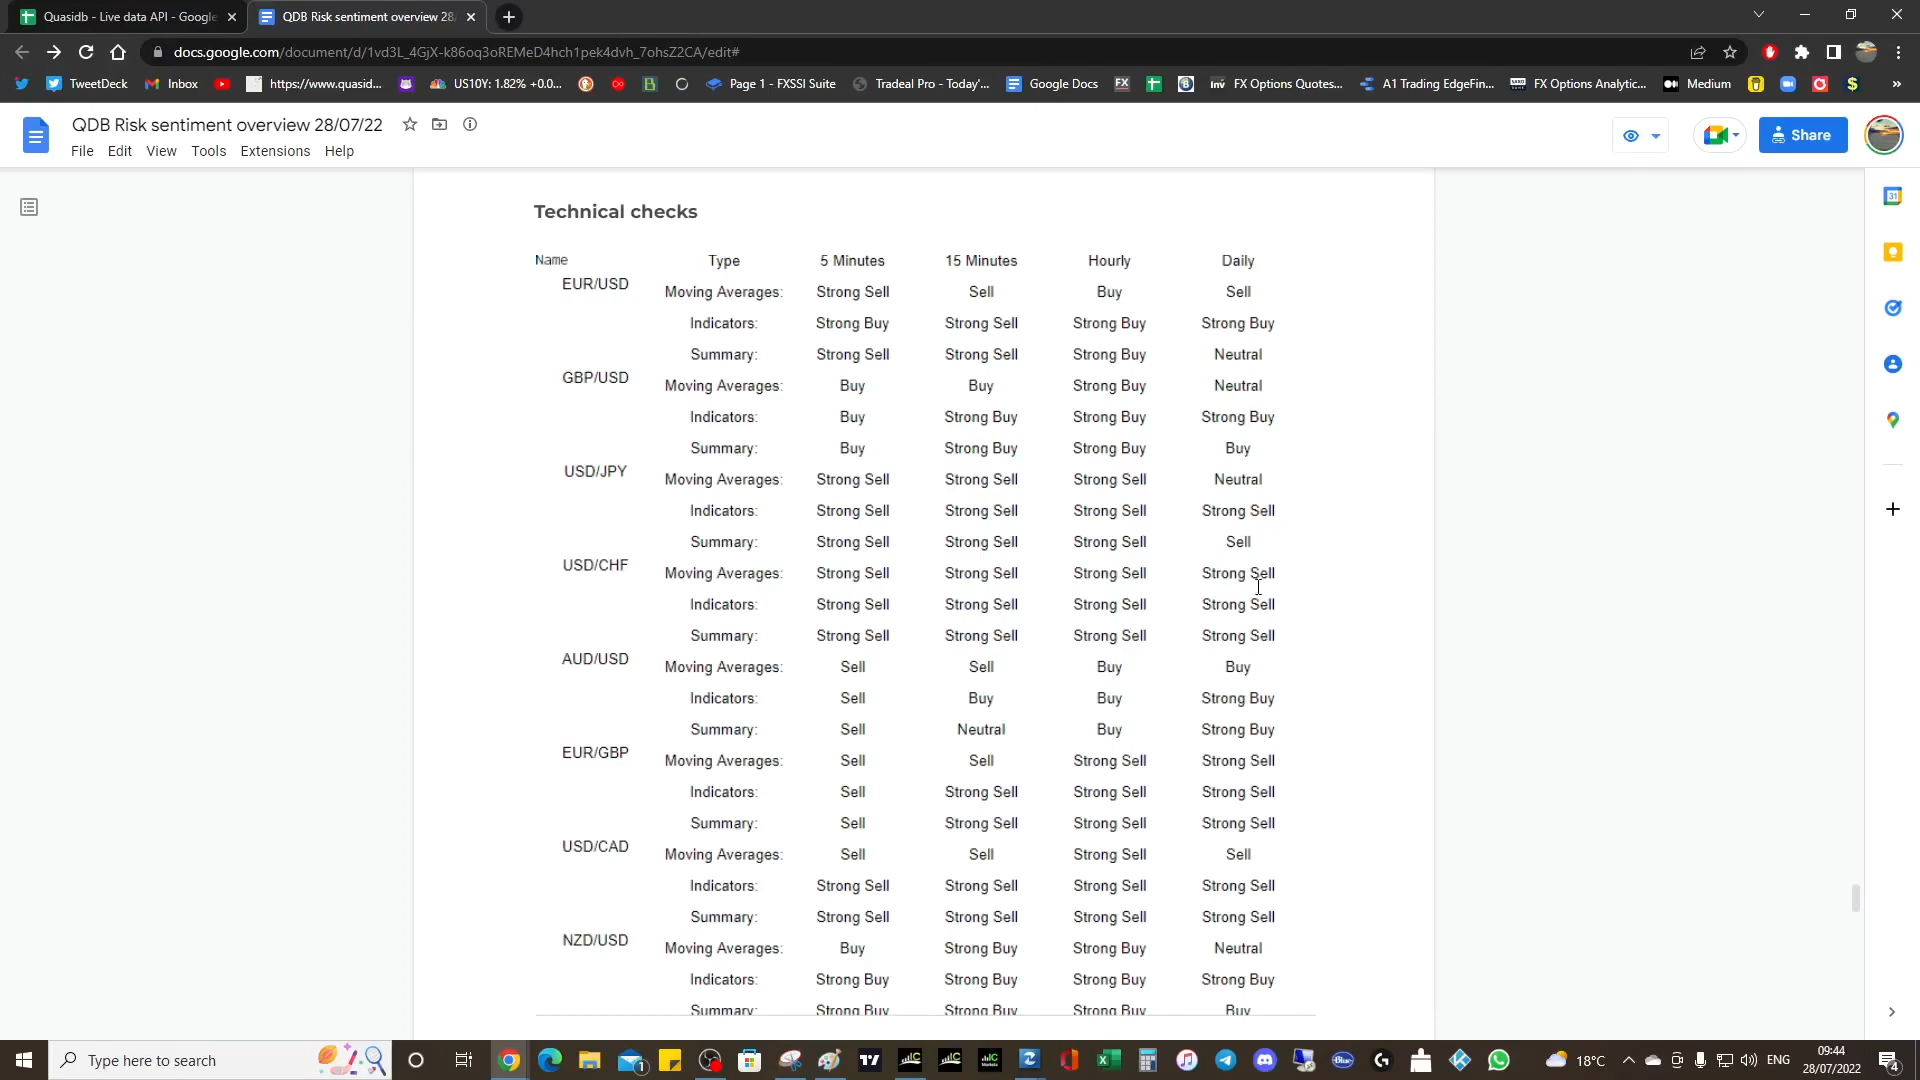 Quasidb - Live data API - Google
QDB Risk sentiment overview 28/
docs.google.com/document/d/1vd3L_4GjX-k86oq3oREMeD4hch1pek4dvh_7ohsZ2CA/edit#
TweetDeck Inbox https://www.quasid... US10Y: 1.82% +0.0... Page 1 - FXSSI Suite Tradeal Pro - Today'... Google Docs FX inv FX Options Quotes... A1 Trading EdgeFin... FX Options Analytic... Medium »
QDB Risk sentiment overview 28/07/22
Share
File Edit View Tools Extensions Help
31
Technical checks
Name Type 5 Minutes 15 Minutes Hourly Daily
EUR/USD Moving Averages: Strong Sell Sell Buy Sell
Indicators: Strong Buy Strong Sell Strong Buy Strong Buy
Summary: Strong Sell Strong Sell Strong Buy Neutral
GBP/USD Moving Averages: Buy Buy Strong Buy Neutral
Indicators: Buy Strong Buy Strong Buy Strong Buy
Summary: Buy Strong Buy Strong Buy Buy
USD/JPY Moving Averages: Strong Sell Strong Sell Strong Sell Neutral
Indicators: Strong Sell Strong Sell Strong Sell Strong Sell
Summary: Strong Sell Strong Sell Strong Sell Sell
USD/CHF Moving Averages: Strong Sell Strong Sell Strong Sell Strong Sell
Indicators: Strong Sell Strong Sell Strong Sell Strong Sell
Summary: Strong Sell Strong Sell Strong Sell Strong Sell
AUD/USD Moving Averages: Sell Sell Buy Buy
Indicators: Sell Buy Buy Strong Buy
Summary: Sell Neutral Buy Strong Buy
EUR/GBP Moving Averages: Sell Sell Strong Sell Strong Sell
Indicators: Sell Strong Sell Strong Sell Strong Sell
Summary: Sell Strong Sell Strong Sell Strong Sell
USD/CAD Moving Averages: Sell Sell Strong Sell Sell
Indicators: Strong Sell Strong Sell Strong Sell Strong Sell
Summary: Strong Sell Strong Sell Strong Sell Strong Sell
NZD/USD Moving Averages: Buy Strong Buy Strong Buy Neutral
Indicators: Strong Buy Strong Buy Strong Buy Strong Buy
Summary: Strong Buy Strong Buy Strong Buy Buy
Type here to search
18°C ENG
09:44
28/07/2022